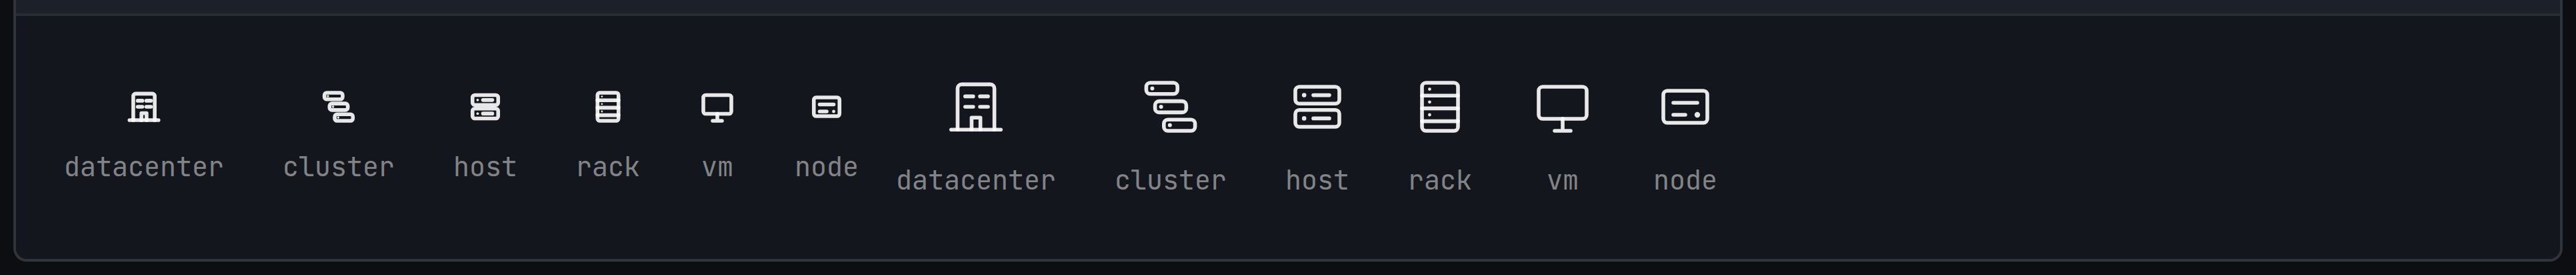 datacenter cluster host rack vm node datacenter cluster host rack vm node